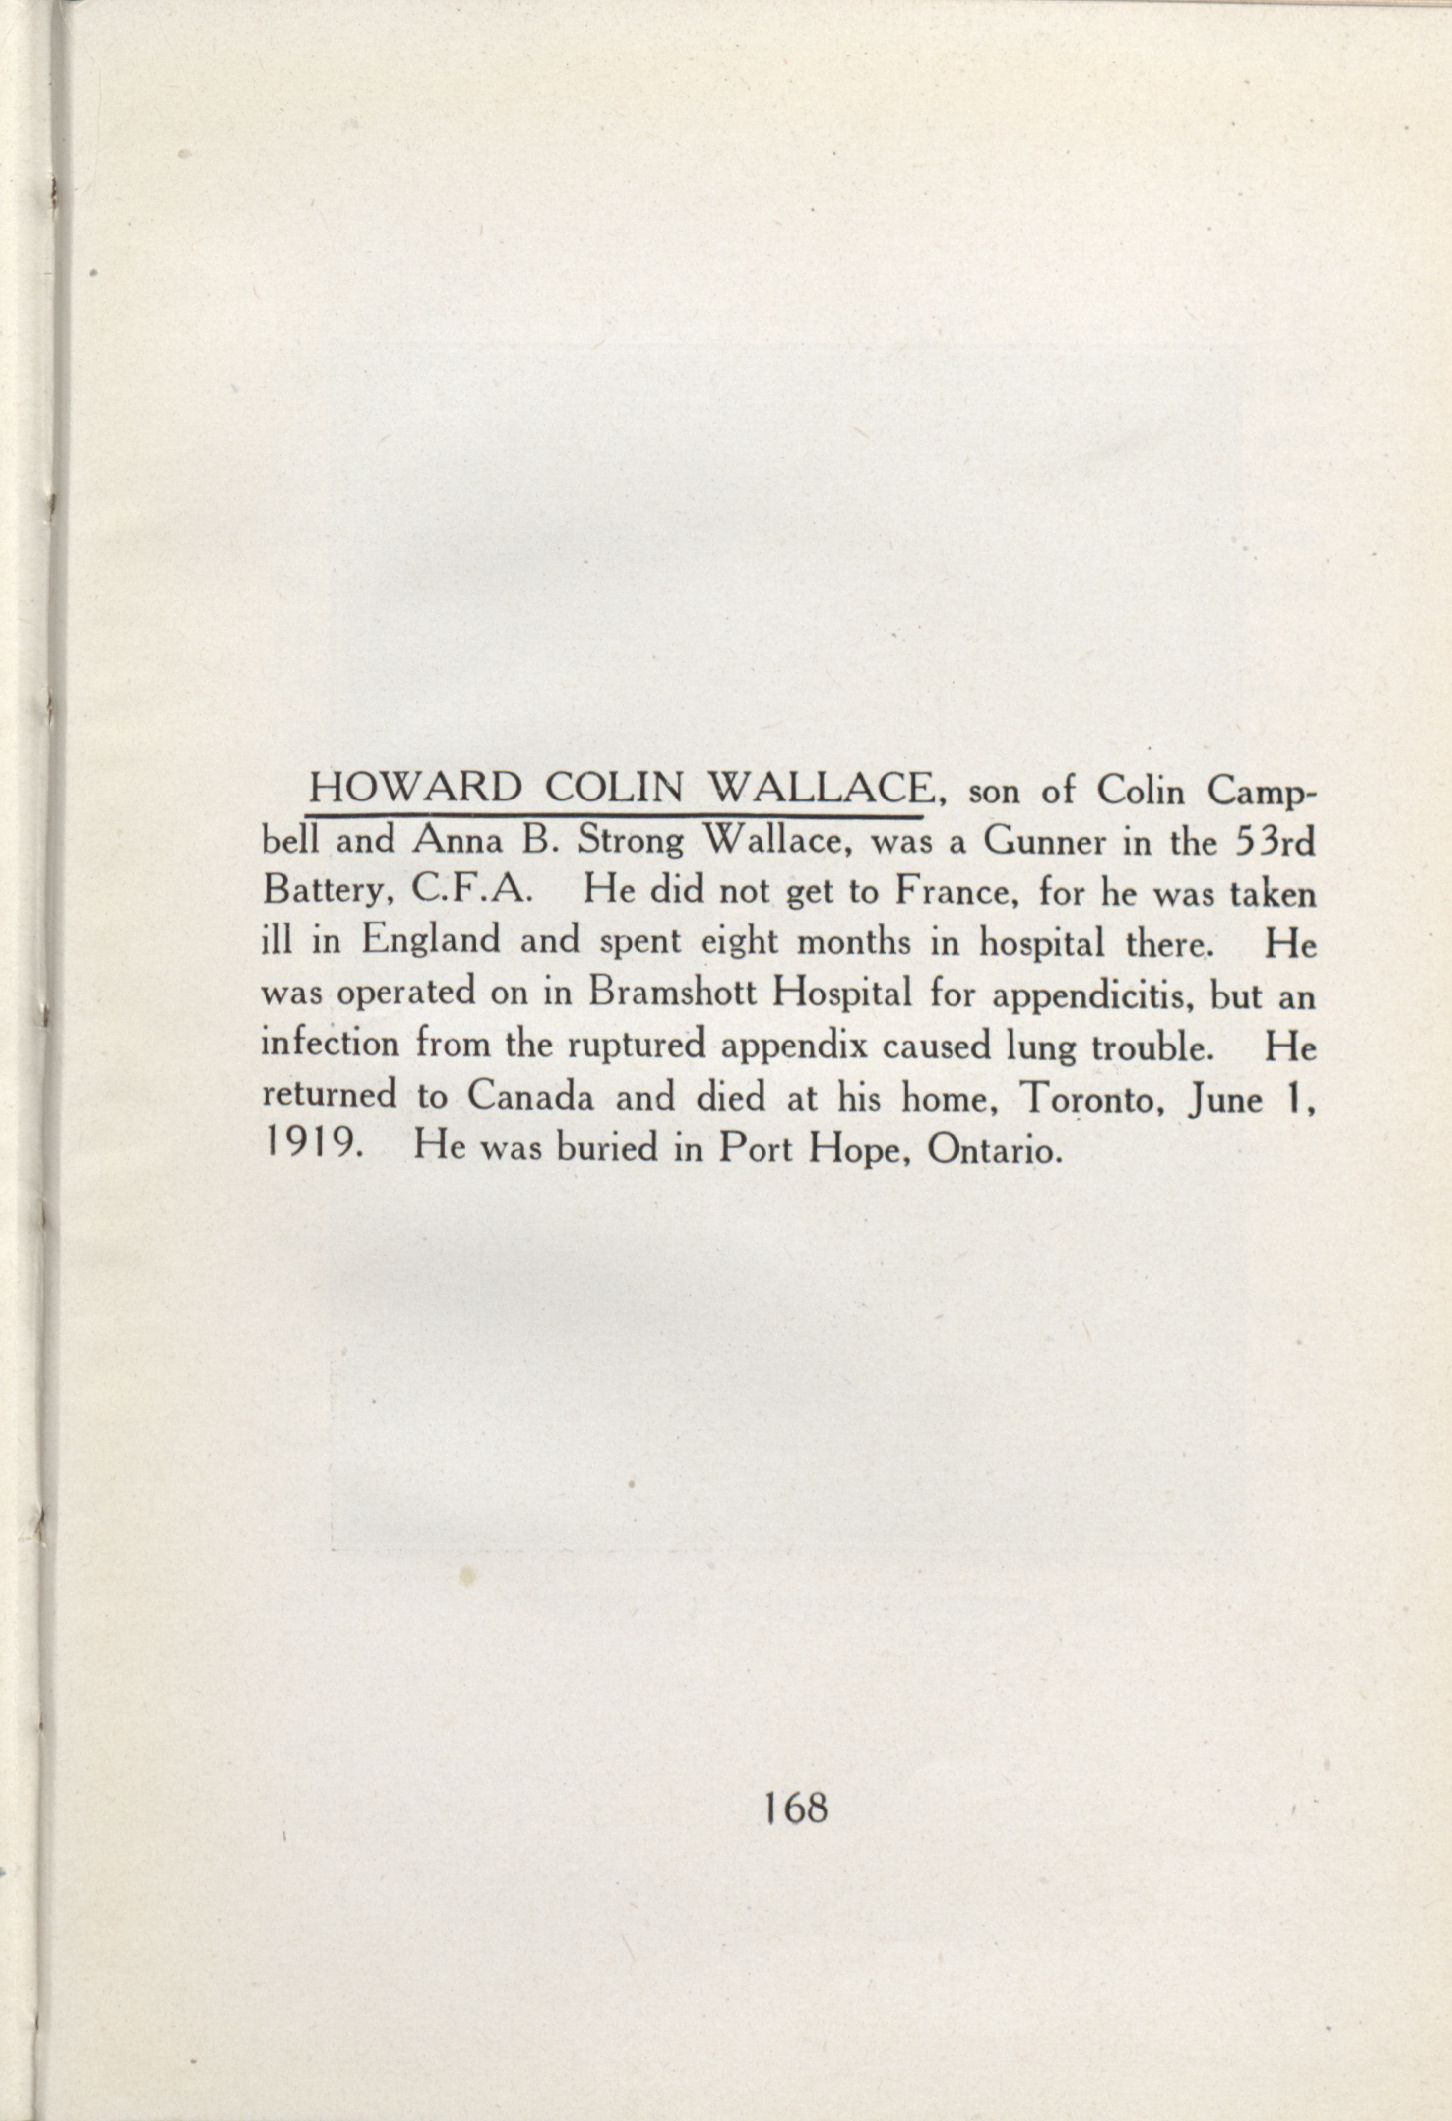 HOWARD COLIN WALLACE, son of Colin Camp-
bell and Anna B. Strong Wallace, was a Gunner in the 53rd
Battery, C.F.A. He did not get to France, for he was taken
ill in England and spent eight months in hospital there. He
was operated on in Bramshott Hospital for appendicitis, but an
infection from the ruptured appendix caused lung trouble. He
returned to Canada and died at his home, Toronto, June 1,
1919. He was buried in Port Hope, Ontario.
168